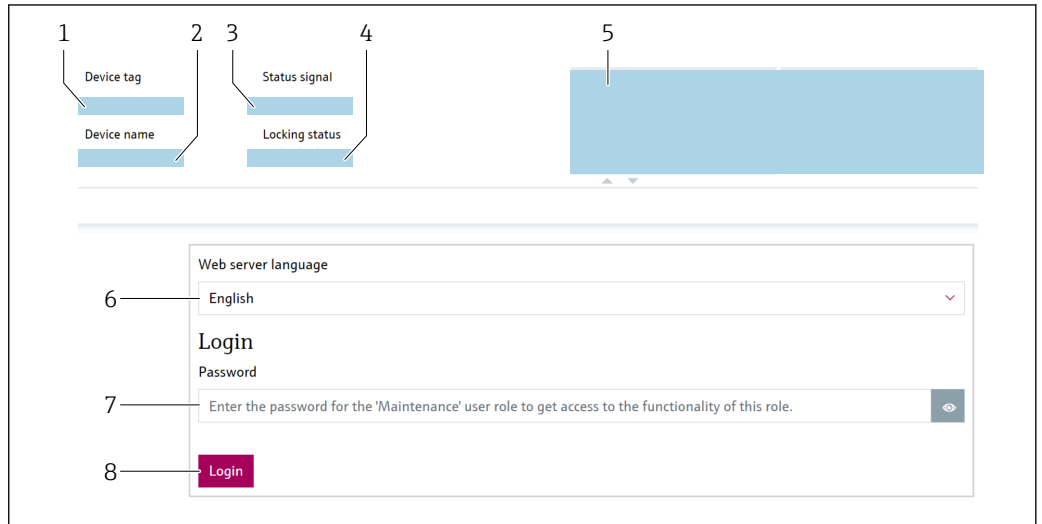 1 2 3 4 5
Device tag Status signal
Device name Locking status
Web server language
6 English
Login
Password
7 Enter the password for the 'Maintenance' user role to get access to the functionality of this role.
8 Login